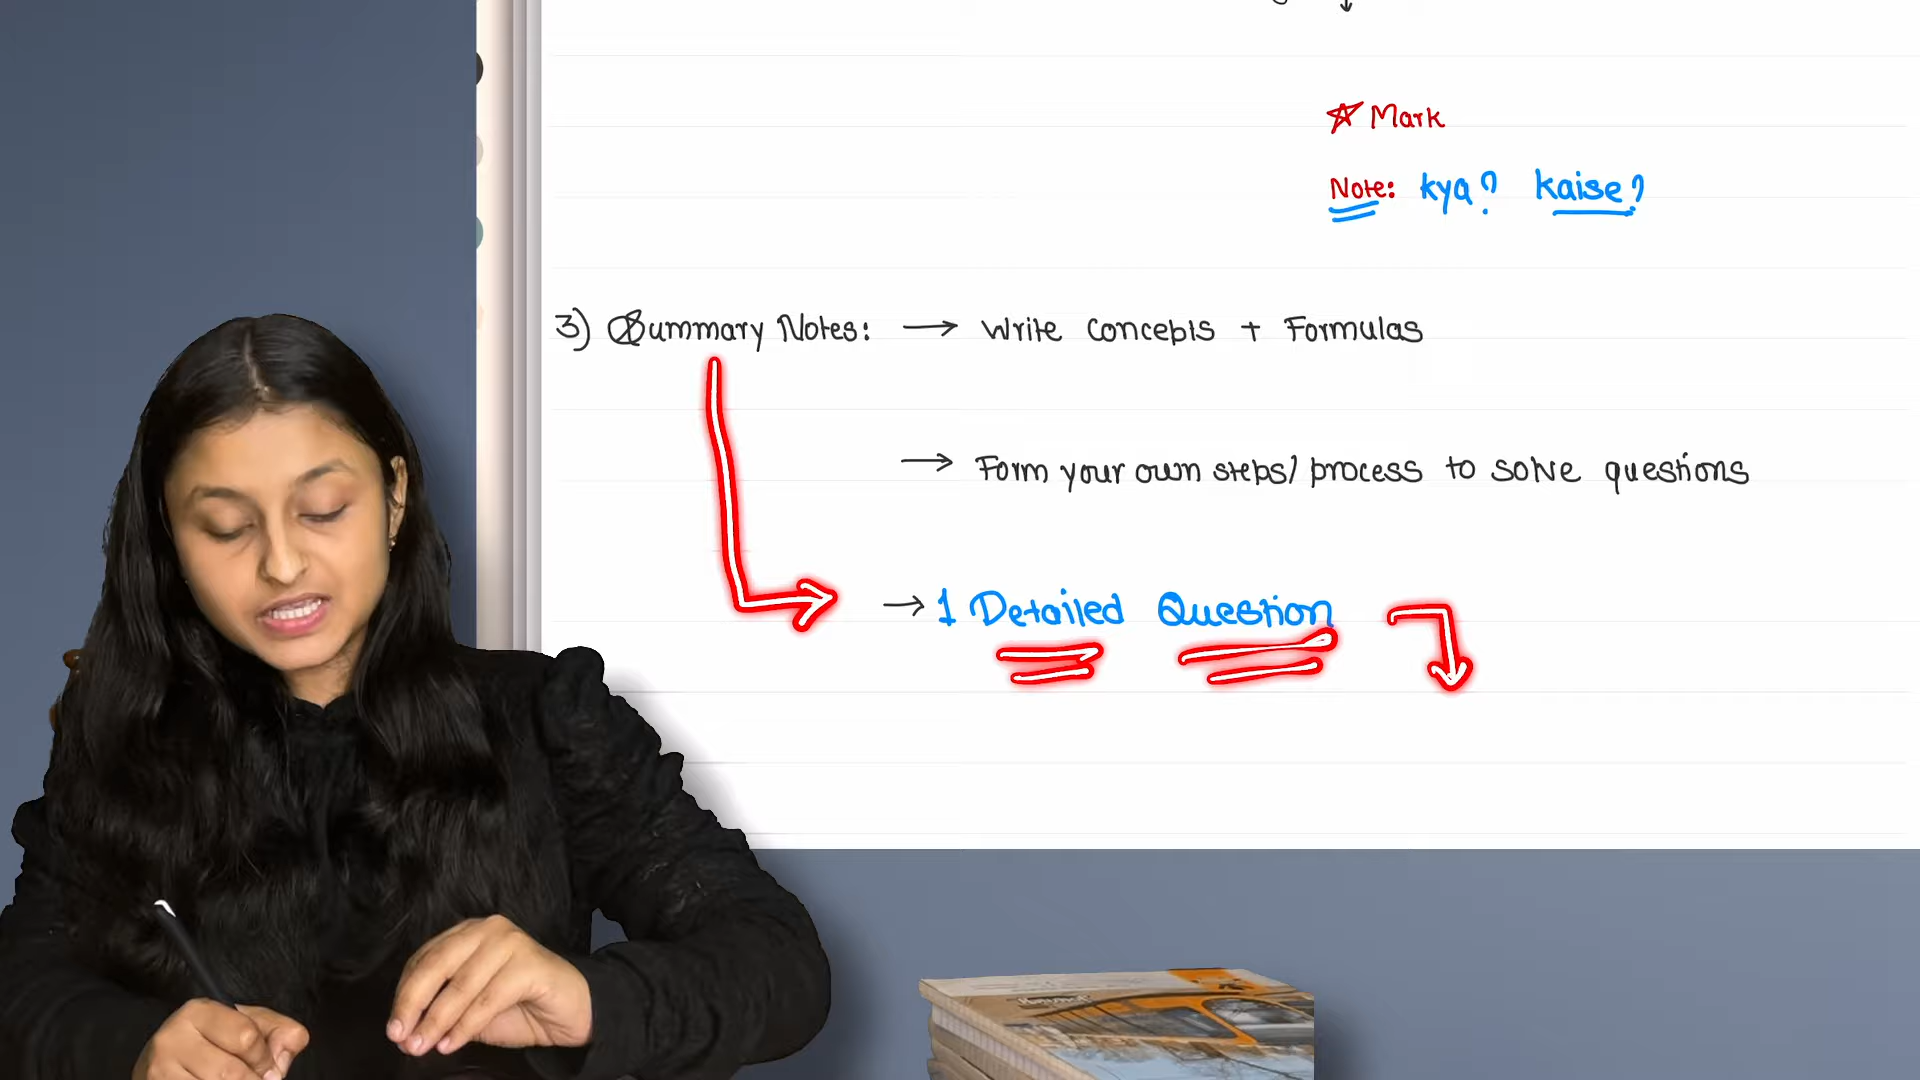 ☆ Mark
Note: kya? kaise?
3) Summary Notes: → Write Concepts + Formulas
→ Form your own steps/process to solve questions
→ 1 Detailed Question